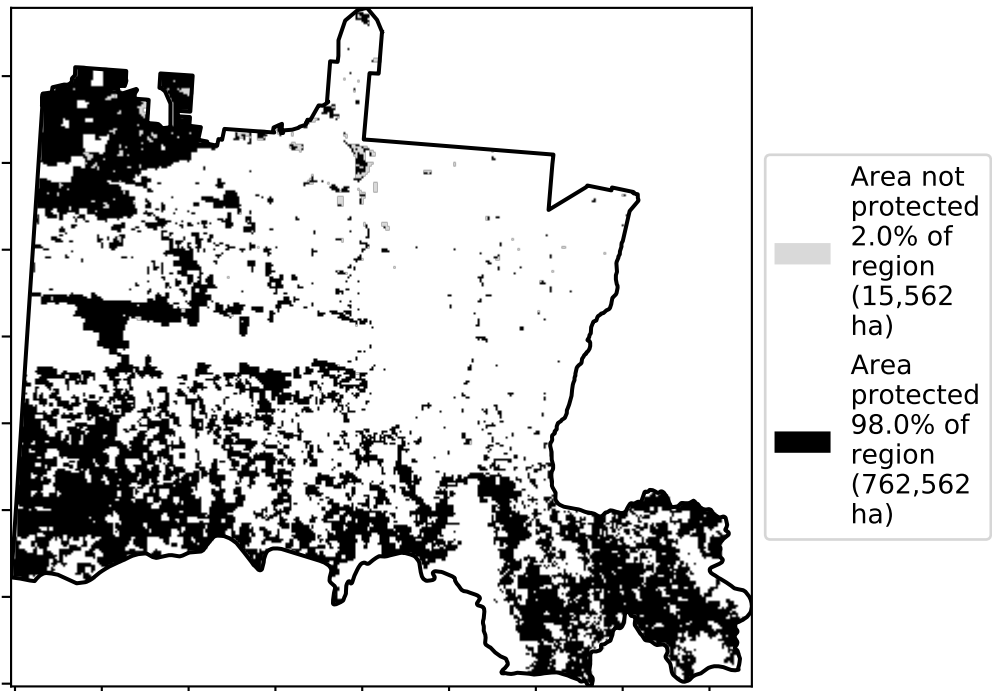 Area not
protected
2.0% of
region
(15,562
ha)
Area
protected
98.0% of
region
(762,562
ha)